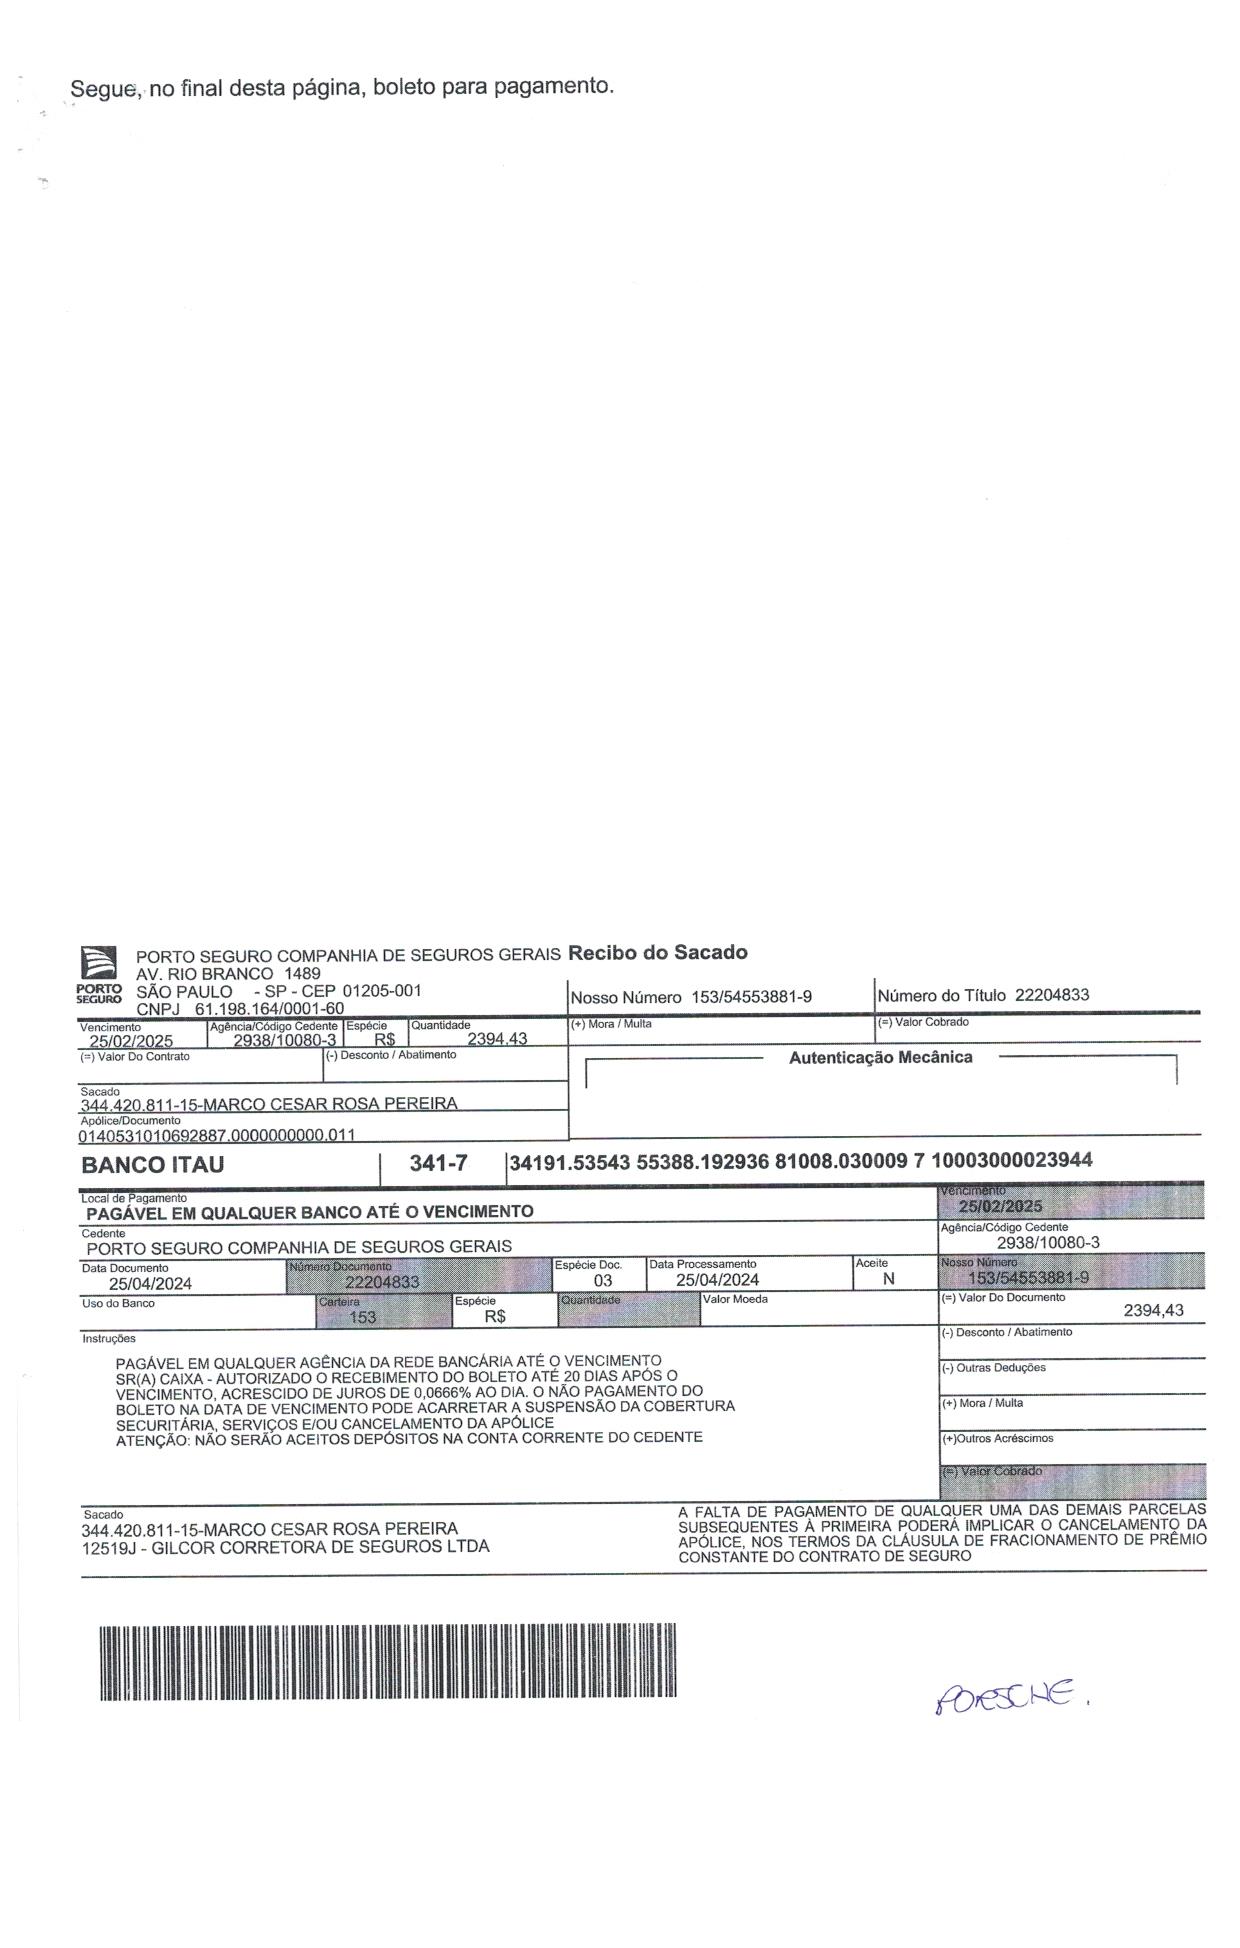 Segue, no final desta página, boleto para pagamento.
PORTO SEGURO COMPANHIA DE SEGUROS GERAIS Recibo do Sacado
AV. RIO BRANCO 1489
PORTO SEGURO
SÃO PAULO - SP - CEP 01205-001
CNPJ 61.198.164/0001-60
Nosso Número 153/54553881-9
Número do Título 22204833
Vencimento Agência/Código Cedente Espécie Quantidade (+) Mora / Multa (=) Valor Cobrado
25/02/2025 2938/10080-3 R$ 2394,43
(=) Valor Do Contrato (-) Desconto / Abatimento
Autenticação Mecânica
Sacado
344.420.811-15-MARCO CESAR ROSA PEREIRA
Apólice/Documento
0140531010692887.0000000000.011
BANCO ITAU 341-7 34191.53543 55388.192936 81008.030009 7 10003000023944
Local de Pagamento Vencimento
PAGÁVEL EM QUALQUER BANCO ATÉ O VENCIMENTO 25/02/2025
Cedente Agência/Código Cedente
PORTO SEGURO COMPANHIA DE SEGUROS GERAIS 2938/10080-3
Data Documento Número Documento Espécie Doc. Data Processamento Aceite Nosso Número
25/04/2024 22204833 03 25/04/2024 N 153/54553881-9
Uso do Banco Carteira Espécie Quantidade Valor Moeda (=) Valor Do Documento
153 R$ 2394,43
Instruções (-) Desconto / Abatimento
PAGÁVEL EM QUALQUER AGÊNCIA DA REDE BANCÁRIA ATÉ O VENCIMENTO
SR(A) CAIXA - AUTORIZADO O RECEBIMENTO DO BOLETO ATÉ 20 DIAS APÓS O
VENCIMENTO, ACRESCIDO DE JUROS DE 0,0666% AO DIA. O NÃO PAGAMENTO DO
BOLETO NA DATA DE VENCIMENTO PODE ACARRETAR A SUSPENSÃO DA COBERTURA
SECURITÁRIA, SERVIÇOS E/OU CANCELAMENTO DA APÓLICE
ATENÇÃO: NÃO SERÃO ACEITOS DEPÓSITOS NA CONTA CORRENTE DO CEDENTE
(-) Outras Deduções
(+) Mora / Multa
(+)Outros Acréscimos
(=) Valor Cobrado
Sacado
344.420.811-15-MARCO CESAR ROSA PEREIRA
12519J - GILCOR CORRETORA DE SEGUROS LTDA
A FALTA DE PAGAMENTO DE QUALQUER UMA DAS DEMAIS PARCELAS
SUBSEQUENTES À PRIMEIRA PODERÁ IMPLICAR O CANCELAMENTO DA
APÓLICE, NOS TERMOS DA CLÁUSULA DE FRACIONAMENTO DE PRÊMIO
CONSTANTE DO CONTRATO DE SEGURO
PORSCHE.